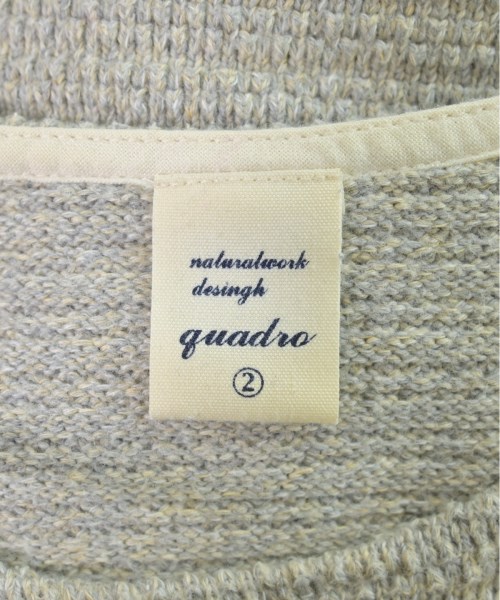 naturalwork
desingh
quadro
②